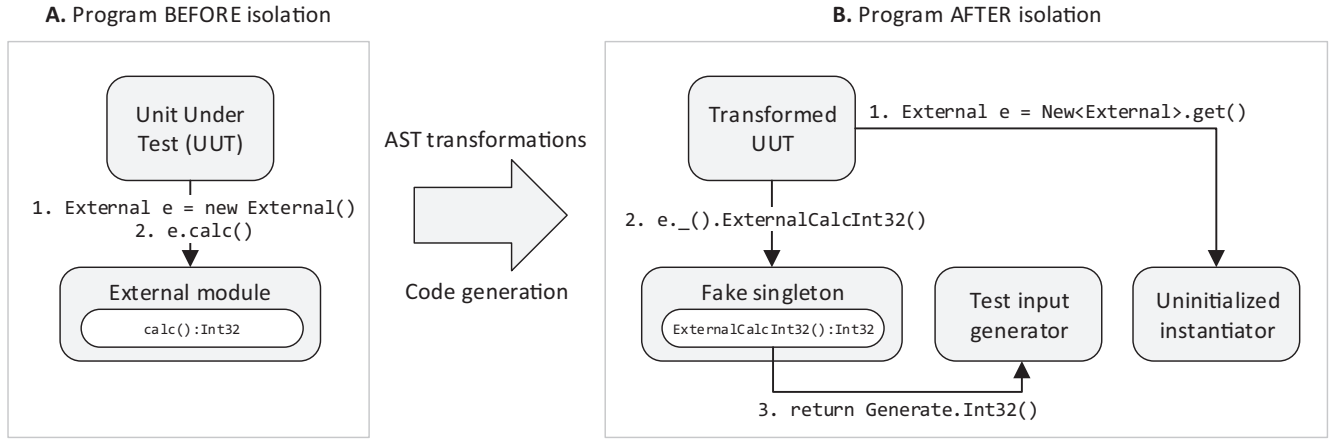 A. Program BEFORE isolation
Unit Under
Test (UUT)
1. External e = new External()
2. e.calc()
External module
calc():Int32
AST transformations
Code generation
B. Program AFTER isolation
Transformed
UUT
1. External e = New<External>.get()
2. e._().ExternalCalcInt32()
Fake singleton
ExternalCalcInt32():Int32
Test input
generator
Uninitialized
instantiator
3. return Generate.Int32()